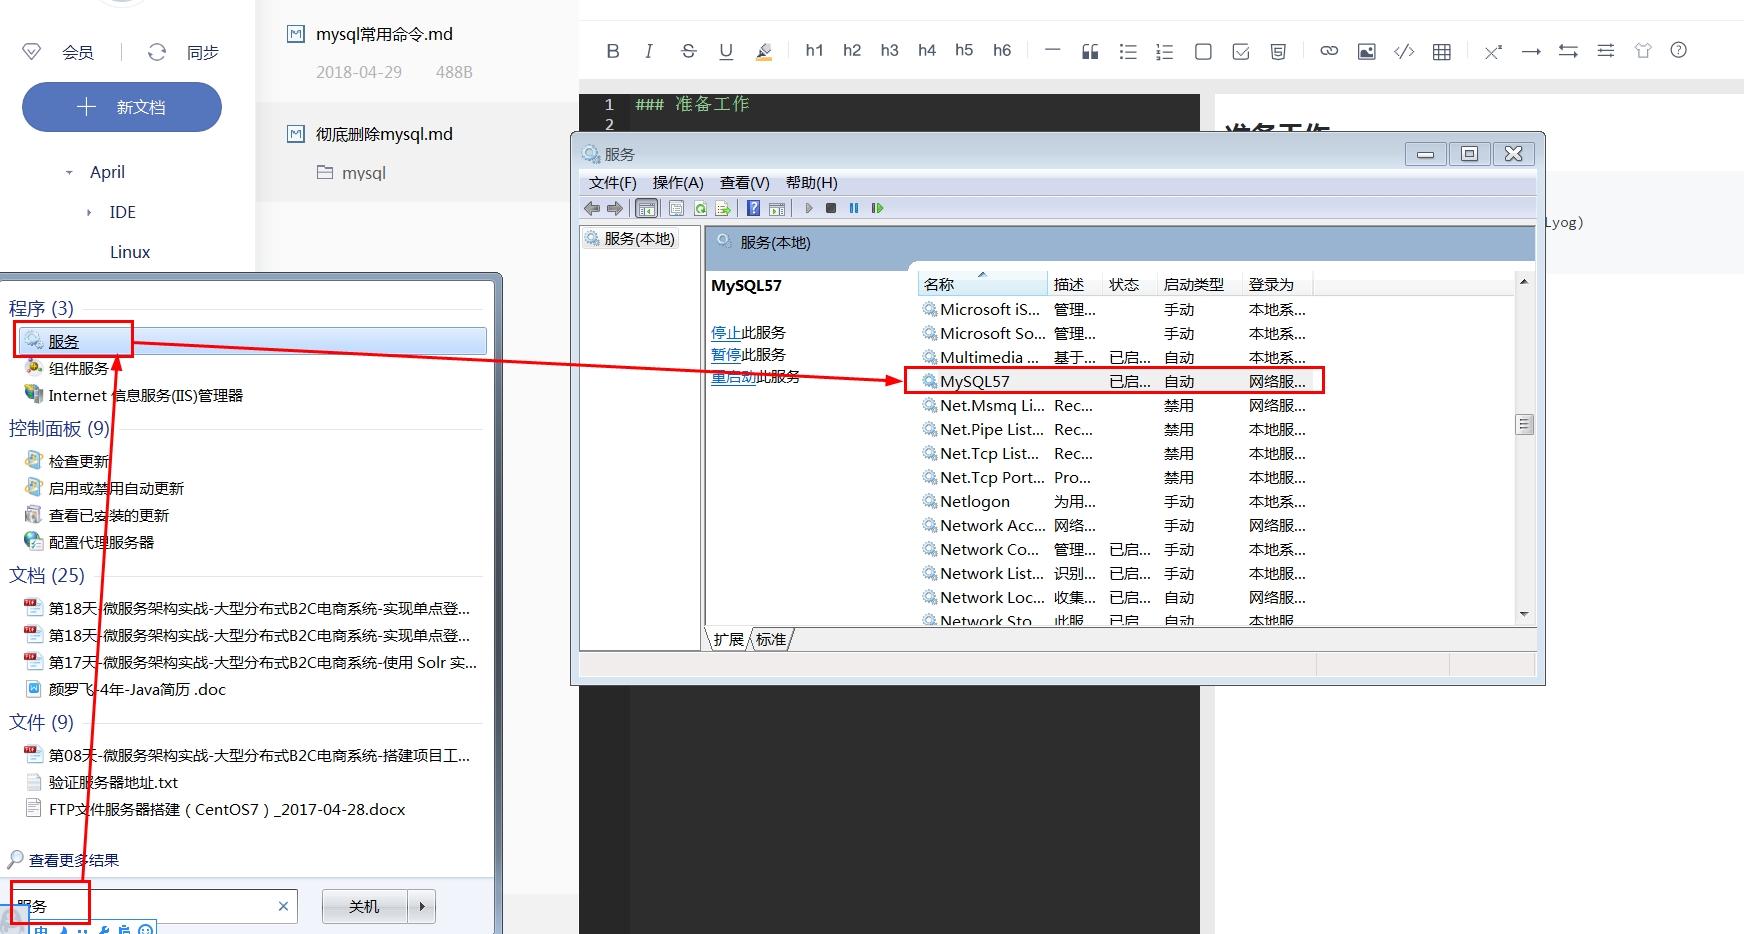 会员
同步
新文档
April
IDE
Linux
mysql常用命令.md
2018-04-29 488B
彻底删除mysql.md
mysql
B I S U h1 h2 h3 h4 h5 h6
1 ### 准备工作
2
准备工作
Lyog)
程序 (3)
服务
组件服务
Internet 信息服务(IIS)管理器
控制面板 (9)
检查更新
启用或禁用自动更新
查看已安装的更新
配置代理服务器
文档 (25)
第18天-微服务架构实战-大型分布式B2C电商系统-实现单点登...
第18天-微服务架构实战-大型分布式B2C电商系统-实现单点登...
第17天-微服务架构实战-大型分布式B2C电商系统-使用 Solr 实...
颜罗飞-4年-Java简历 .doc
文件 (9)
第08天-微服务架构实战-大型分布式B2C电商系统-搭建项目工...
验证服务器地址.txt
FTP文件服务器搭建（CentOS7）_2017-04-28.docx
查看更多结果
服务
关机
中
服务
文件(F) 操作(A) 查看(V) 帮助(H)
服务(本地)
服务(本地)
MySQL57
停止此服务
暂停此服务
重启动此服务
名称 描述 状态 启动类型 登录为
Microsoft iS... 管理... 手动 本地系...
Microsoft So... 管理... 手动 本地系...
Multimedia ... 基于... 已启... 自动 本地系...
MySQL57 已启... 自动 网络服...
Net.Msmq Li... Rec... 禁用 网络服...
Net.Pipe List... Rec... 禁用 本地服...
Net.Tcp List... Rec... 禁用 本地服...
Net.Tcp Port... Pro... 禁用 本地服...
Netlogon 为用... 手动 本地系...
Network Acc... 网络... 手动 网络服...
Network Co... 管理... 已启... 手动 本地系...
Network List... 识别... 已启... 手动 本地服...
Network Loc... 收集... 已启... 自动 网络服...
Network Sto... 此服... 已启... 自动 本地服...
扩展 标准